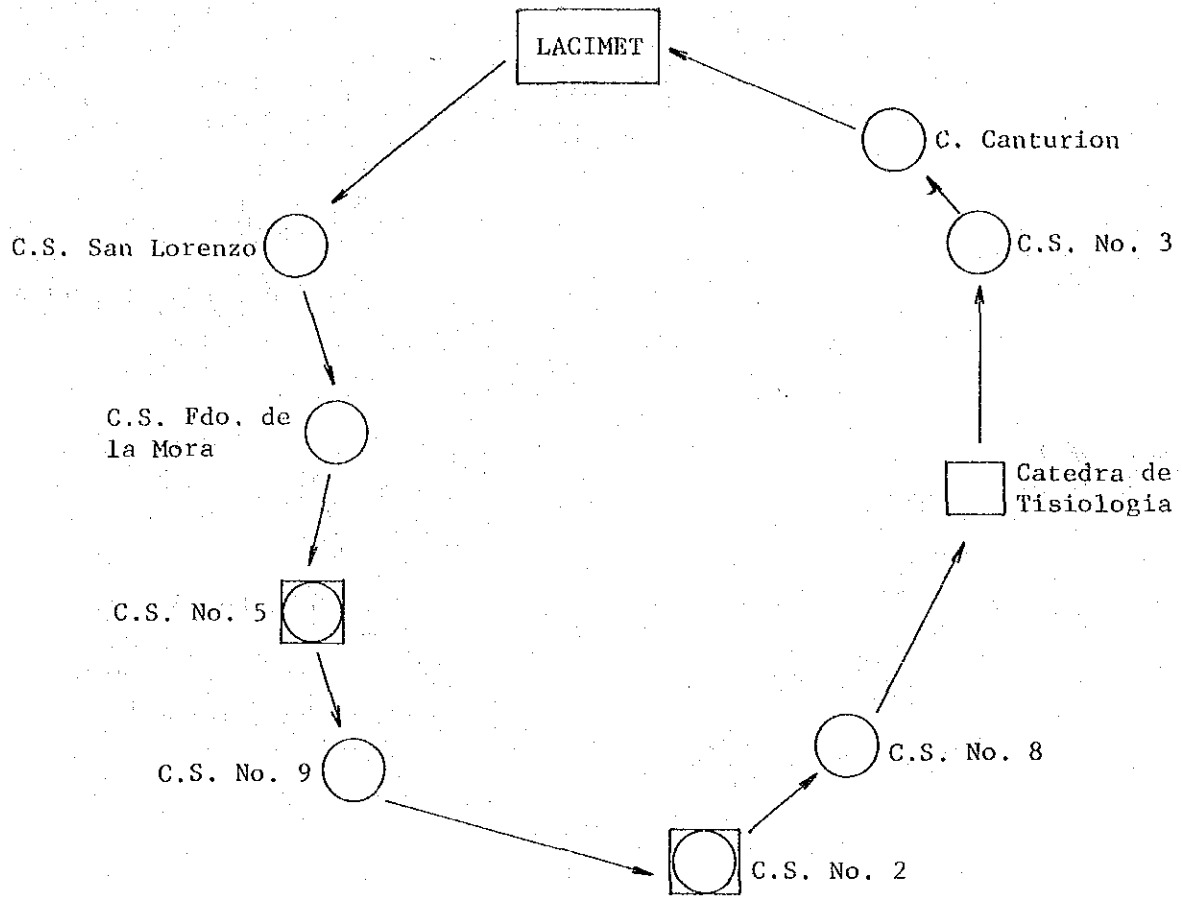 LACIMET
C. Canturion
C.S. San Lorenzo
C.S. No. 3
C.S. Fdo. de
la Mora
Catedra de
Tisiologia
C.S. No. 5
C.S. No. 9
C.S. No. 8
C.S. No. 2